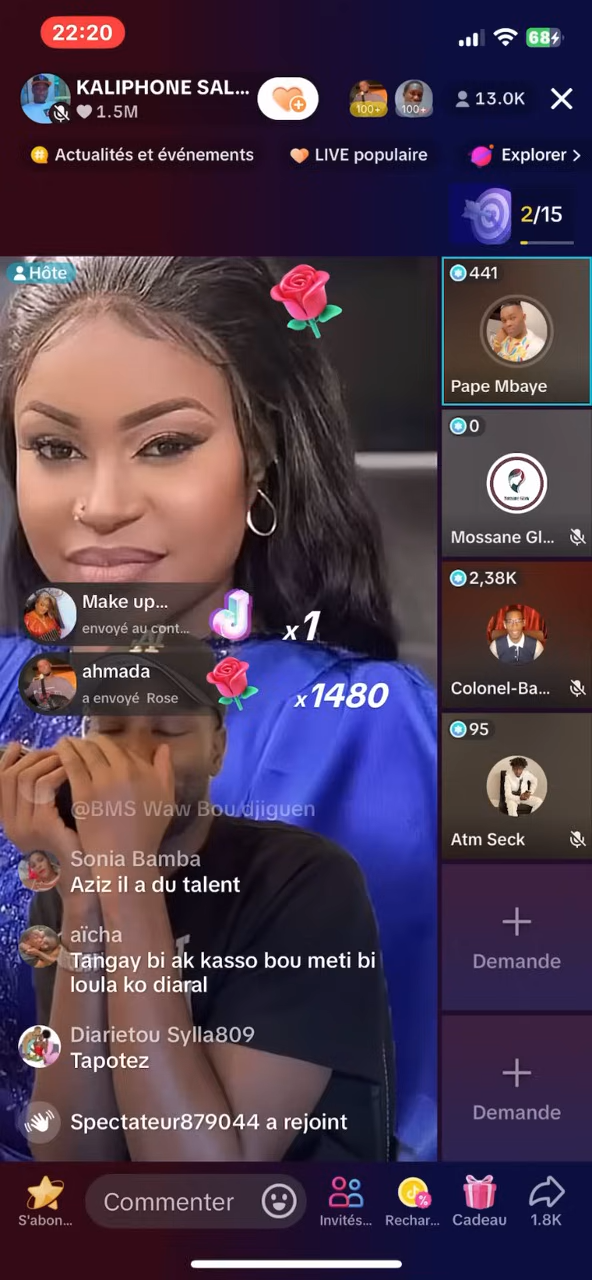 22:20
68
KALIPHONE SAL...
1.5M
100+
100+
13.0K
Actualités et événements
LIVE populaire
Explorer >
2/15
Hôte
441
Pape Mbaye
0
Mossane Gl...
2,38K
Colonel-Ba...
95
Atm Seck
+
Demande
+
Demande
Make up...
envoyé au cont...
x1
ahmada
a envoyé Rose
x1480
@BMS Waw Bou djiguen
Sonia Bamba
Aziz il a du talent
aïcha
Tangay bi ak kasso bou meti bi
loula ko diaral
Diarietou Sylla809
Tapotez
Spectateur879044 a rejoint
S'abon...
Commenter
Invités...
Rechar...
Cadeau
1.8K